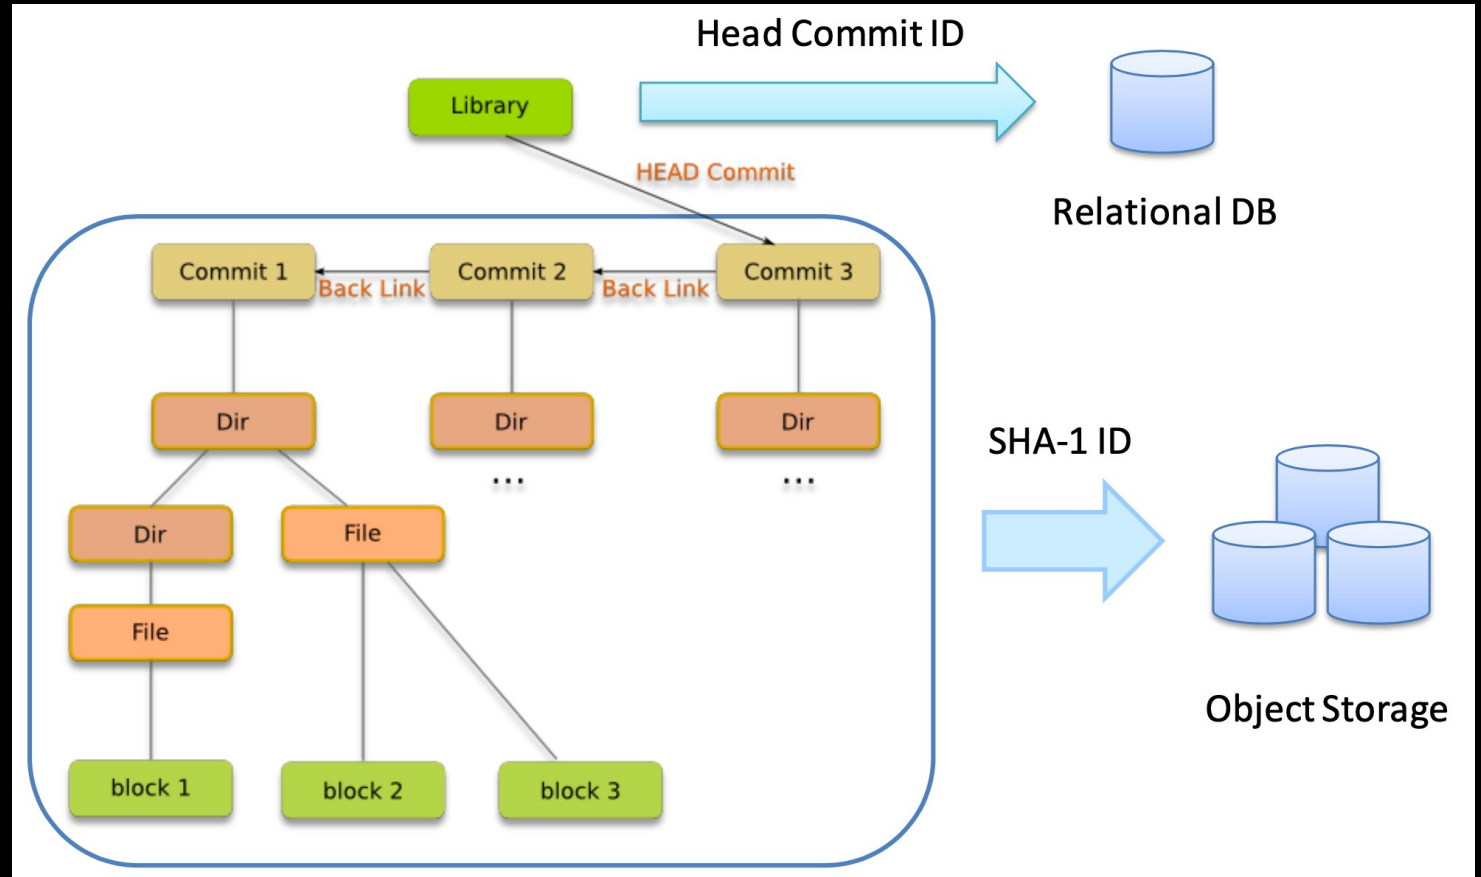 Head Commit ID
Library
HEAD Commit
Relational DB
Commit 1
Back Link
Commit 2
Back Link
Commit 3
Dir
Dir
Dir
...
...
SHA-1 ID
Dir
File
File
Object Storage
block 1
block 2
block 3